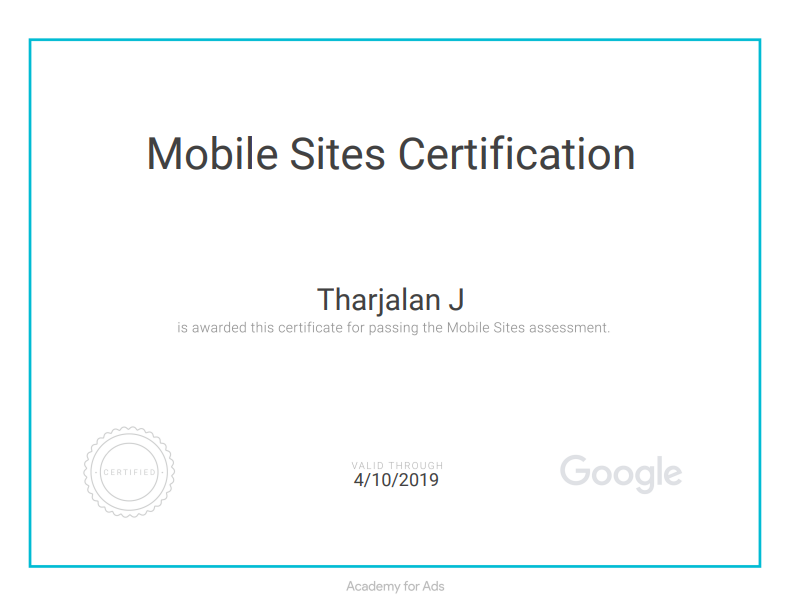 Mobile Sites Certification
Tharjalan J
is awarded this certificate for passing the Mobile Sites assessment.
· CERTIFIED ·
VALID THROUGH
4/10/2019
Google
Academy for Ads